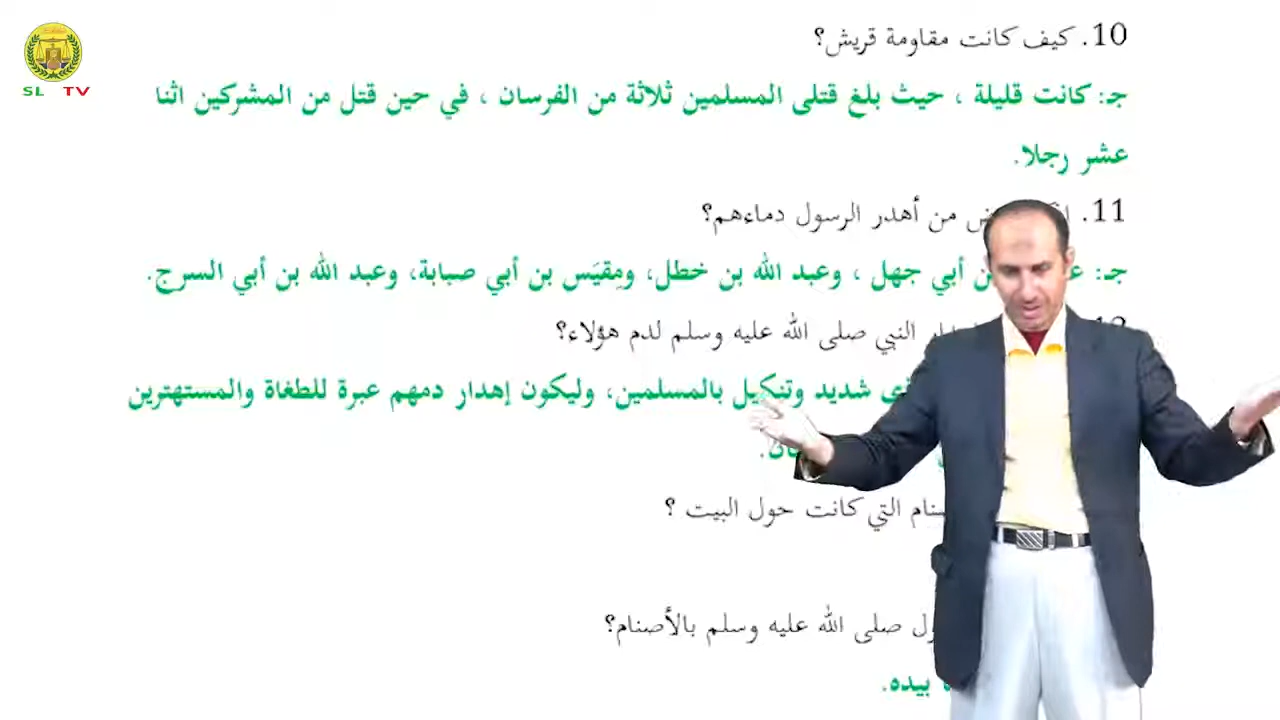 SL TV
10. كيف كانت مقاومة قريش؟
جـ: كانت قليلة ، حيث بلغ قتلى المسلمين ثلاثة من الفرسان ، في حين قتل من المشركين اثنا
عشر رجلا.
11. من أهدر الرسول دماءهم؟
جـ: بن أبي جهل ، وعبد الله بن خطل، ومِقيَس بن أبي صبابة، وعبد الله بن أبي السرح.
النبي صلى الله عليه وسلم لدم هؤلاء؟
شديد وتنكيل بالمسلمين، وليكون إهدار دمهم عبرة للطغاة والمستهترين
التي كانت حول البيت ؟
صلى الله عليه وسلم بالأصنام؟
بيده.